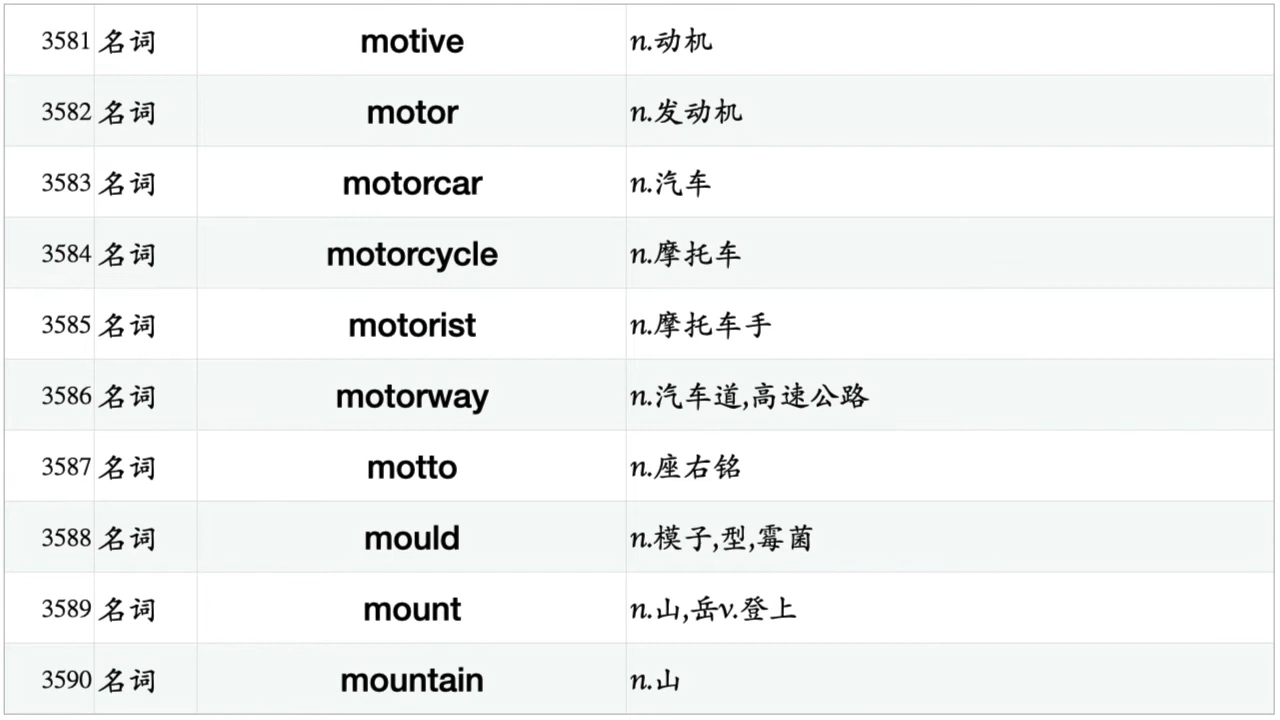 3581 名词 motive n.动机
3582 名词 motor n.发动机
3583 名词 motorcar n.汽车
3584 名词 motorcycle n.摩托车
3585 名词 motorist n.摩托车手
3586 名词 motorway n.汽车道,高速公路
3587 名词 motto n.座右铭
3588 名词 mould n.模子,型,霉菌
3589 名词 mount n.山,岳v.登上
3590 名词 mountain n.山